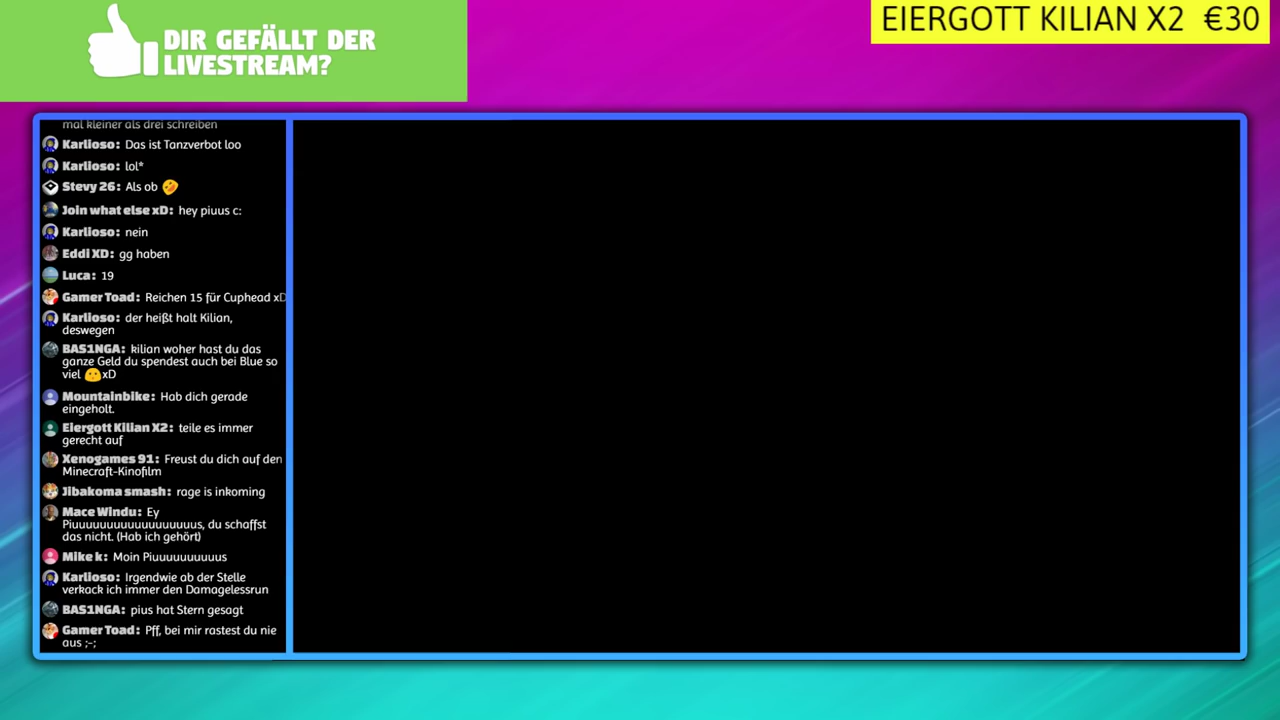 DIR GEFÄLLT DER
LIVESTREAM?
EIERGOTT KILIAN X2 €30
mal kleiner als drei schreiben
Karlioso: Das ist Tanzverbot loo
Karlioso: lol*
Stevy 26: Als ob 🤣
Join what else xD: hey piuus c:
Karlioso: nein
Eddi XD: gg haben
Luca: 19
Gamer Toad: Reichen 15 für Cuphead xD
Karlioso: der heißt halt Kilian,
deswegen
BAS1NGA: kilian woher hast du das
ganze Geld du spendest auch bei Blue so
viel 😶xD
Mountainbike: Hab dich gerade
eingeholt.
Eiergott Kilian X2: teile es immer
gerecht auf
Xenogames 91: Freust du dich auf den
Minecraft-Kinofilm
Jibakoma smash: rage is inkoming
Mace Windu: Ey
Piuuuuuuuuuuuuuuuuuus, du schaffst
das nicht. (Hab ich gehört)
Mike k: Moin Piuuuuuuuuus
Karlioso: Irgendwie ab der Stelle
verkack ich immer den Damagelessrun
BAS1NGA: pius hat Stern gesagt
Gamer Toad: Pff, bei mir rastest du nie
aus ;-;